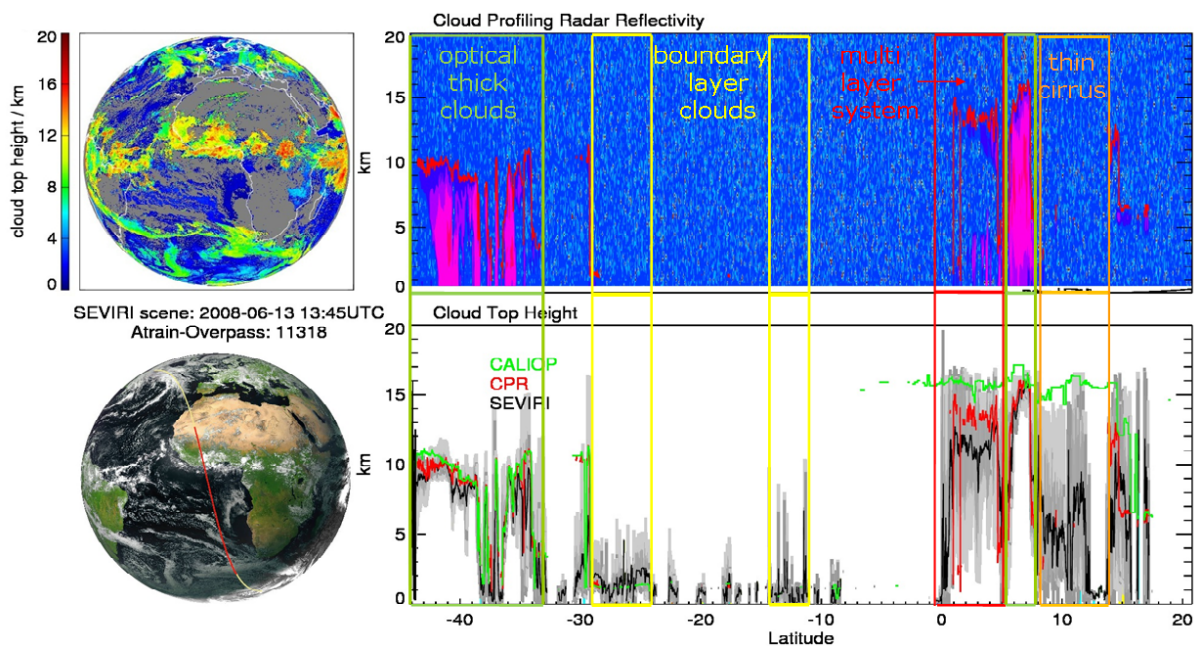 Cloud Profiling Radar Reflectivity
20
16
12
8
4
0
cloud top height / km
20
15
10
5
0
km
optical
thick
clouds
boundary
layer
clouds
multi
layer
system
thin
cirrus
SEVIRI scene: 2008-06-13 13:45UTC
Atrain-Overpass: 11318
Cloud Top Height
20
15
10
5
0
km
CALIOP
CPR
SEVIRI
-40
-30
-20
-10
0
10
20
Latitude